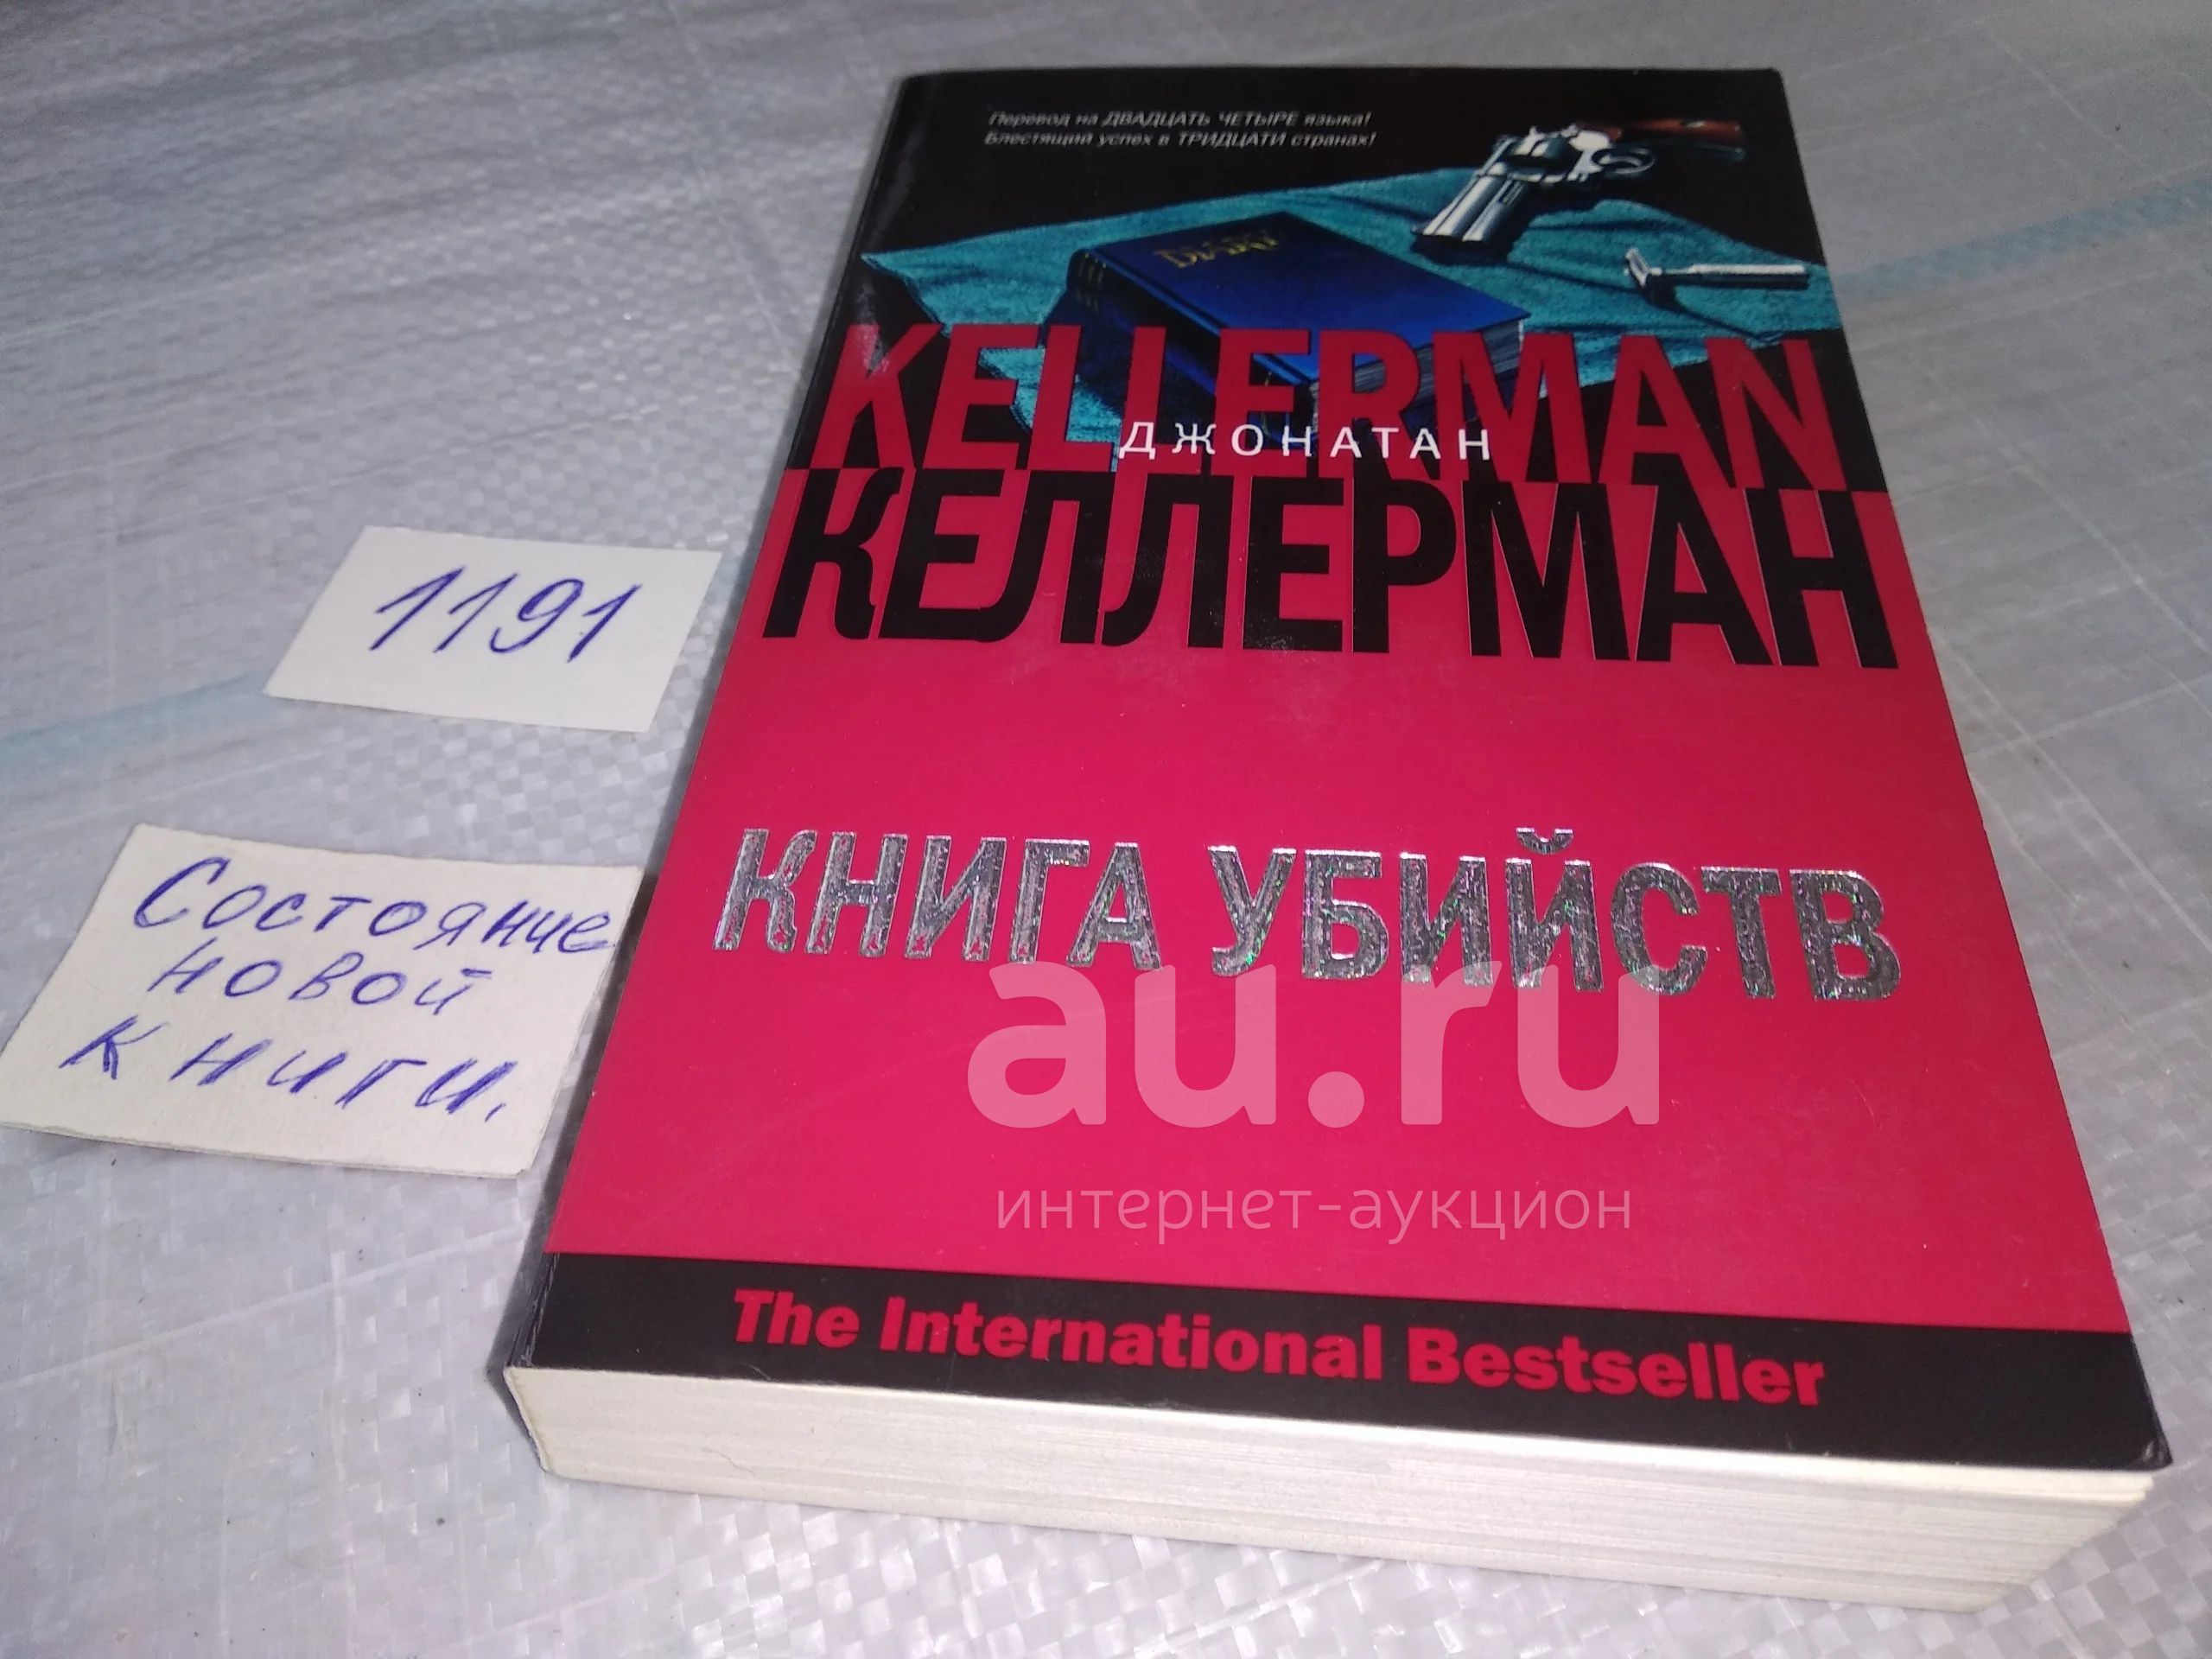 Перевод на ДВАДЦАТЬ ЧЕТЫРЕ языка!
Блестящий успех в ТРИДЦАТИ странах!
DIARY
KELLERMAN
ДЖОНАТАН
КЕЛЛЕРМАН
1191
КНИГА УБИЙСТВ
Состояние
новой
книги.
au.ru
интернет-аукцион
The International Bestseller